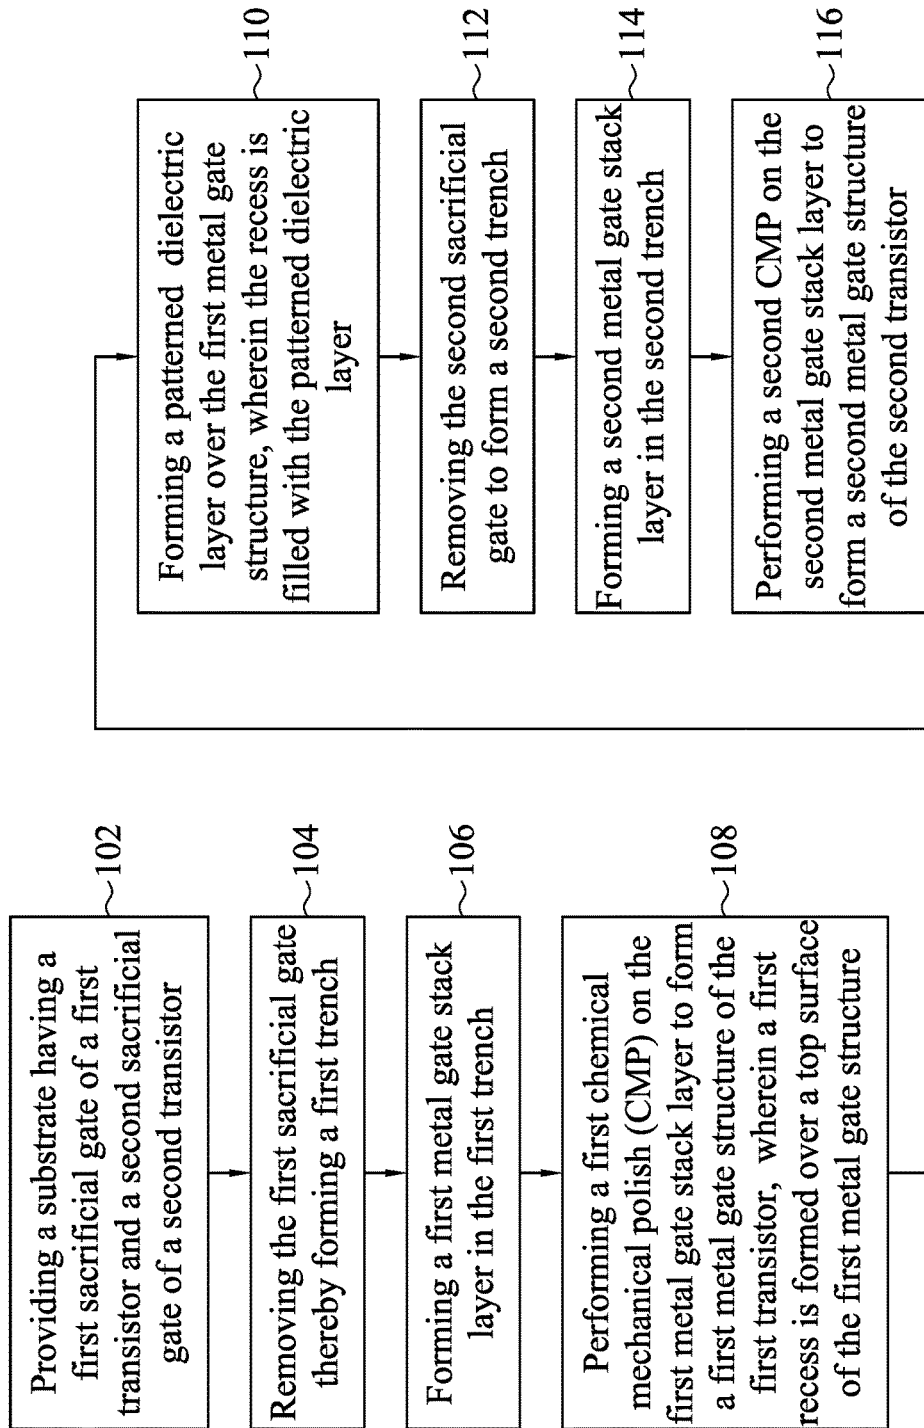 Providing a substrate having a
first sacrificial gate of a first
transistor and a second sacrificial
gate of a second transistor
102
Removing the first sacrificial gate
thereby forming a first trench
104
Forming a first metal gate stack
layer in the first trench
106
Performing a first chemical
mechanical polish (CMP) on the
first metal gate stack layer to form
a first metal gate structure of the
first transistor, wherein a first
recess is formed over a top surface
of the first metal gate structure
108
Forming a patterned dielectric
layer over the first metal gate
structure, wherein the recess is
filled with the patterned dielectric
layer
110
Removing the second sacrificial
gate to form a second trench
112
Forming a second metal gate stack
layer in the second trench
114
Performing a second CMP on the
second metal gate stack layer to
form a second metal gate structure
of the second transistor
116